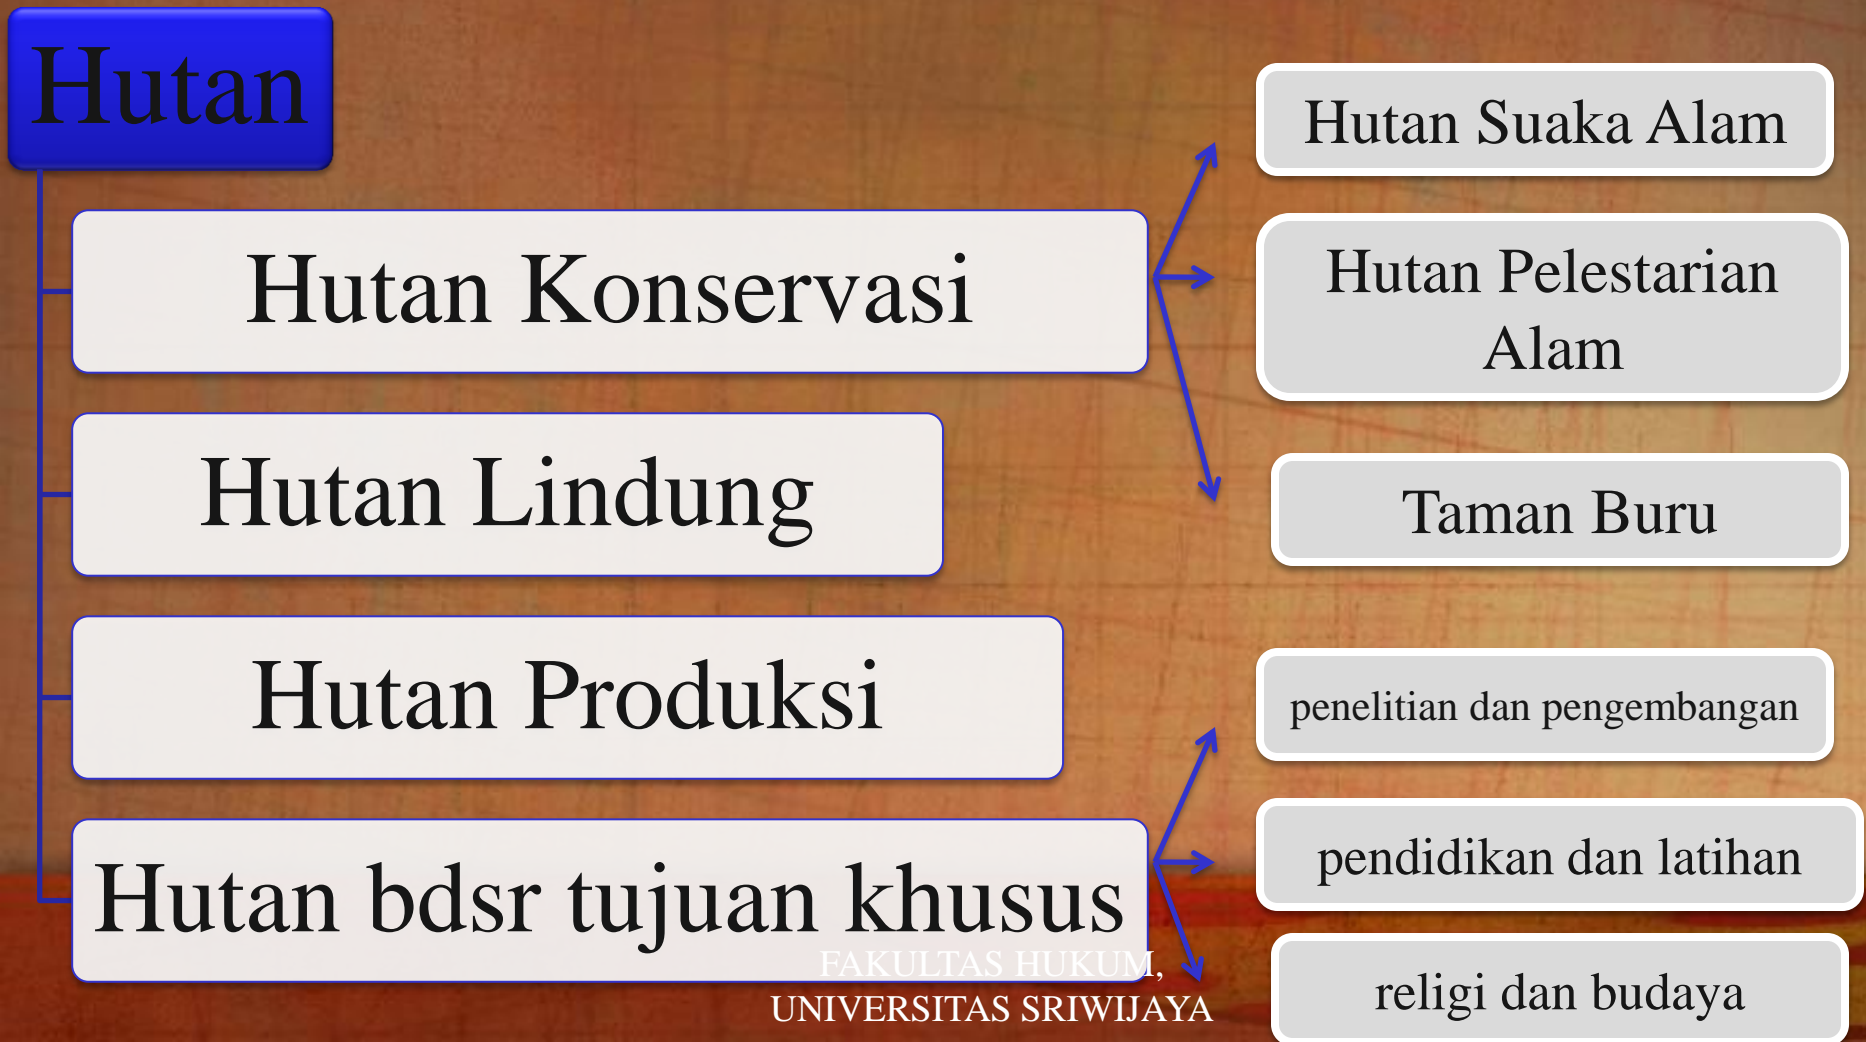 Hutan
Hutan Konservasi
Hutan Suaka Alam
Hutan Pelestarian
Alam
Taman Buru
Hutan Lindung
Hutan Produksi
Hutan bdsr tujuan khusus
penelitian dan pengembangan
pendidikan dan latihan
religi dan budaya
FAKULTAS HUKUM,
UNIVERSITAS SRIWIJAYA